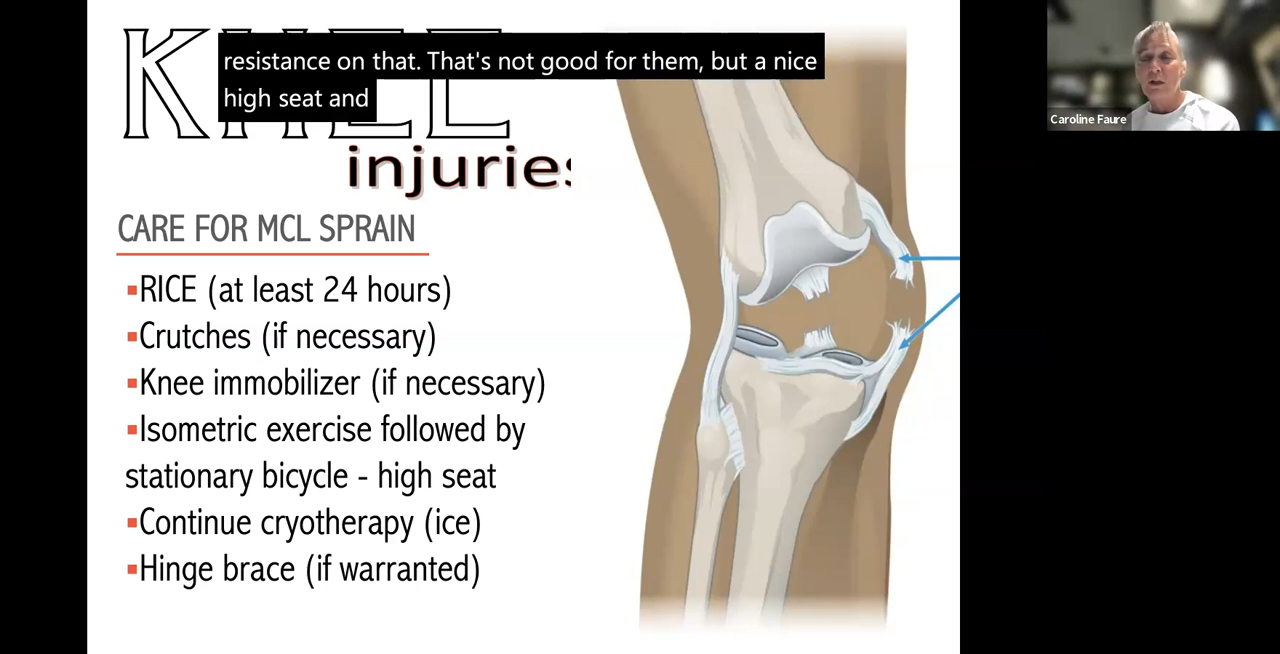 KNEE
resistance on that. That's not good for them, but a nice
high seat and
injuries
CARE FOR MCL SPRAIN
▪RICE (at least 24 hours)
▪Crutches (if necessary)
▪Knee immobilizer (if necessary)
▪Isometric exercise followed by
stationary bicycle - high seat
▪Continue cryotherapy (ice)
▪Hinge brace (if warranted)
Caroline Faure